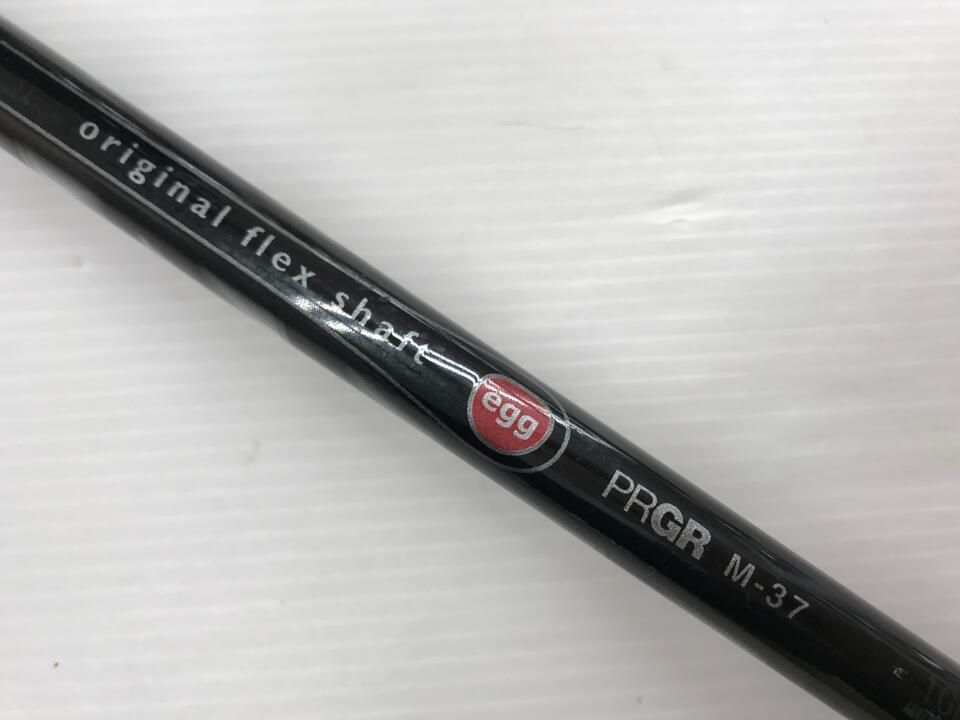 original flex shaft
egg
PRGR M-37